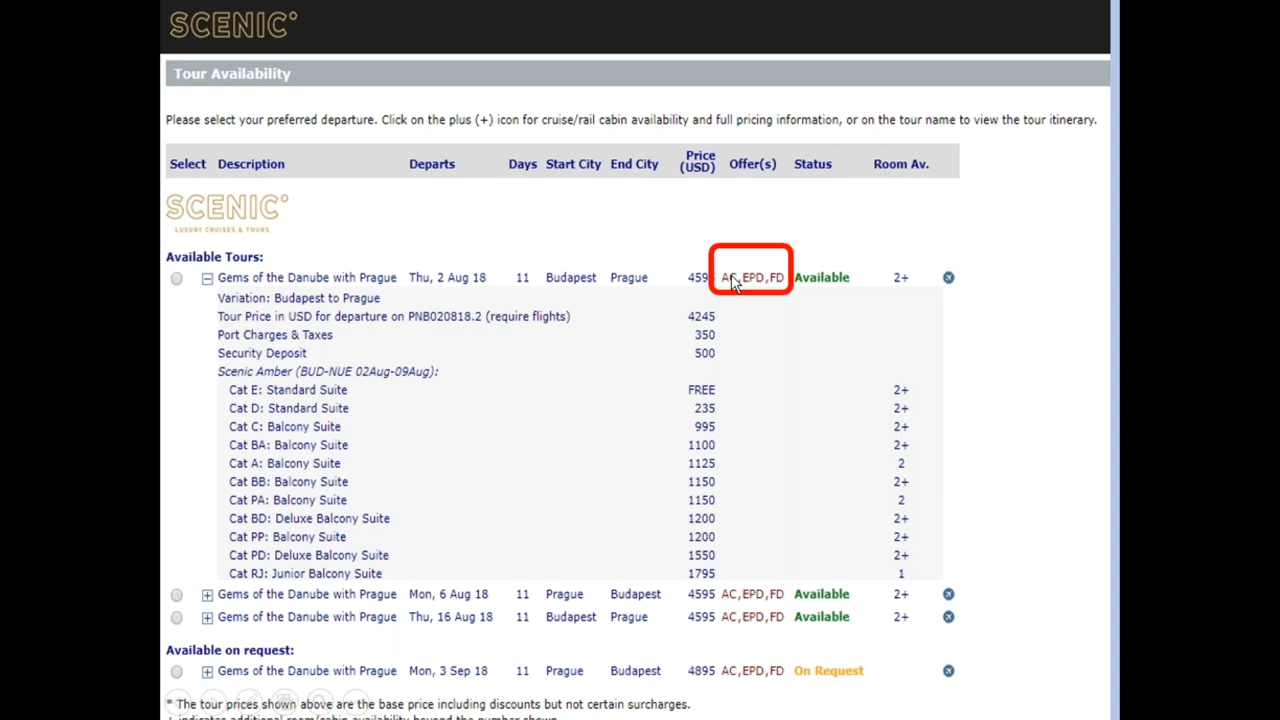 SCENIC°
Tour Availability
Please select your preferred departure. Click on the plus (+) icon for cruise/rail cabin availability and full pricing information, or on the tour name to view the tour itinerary.
Select Description Departs Days Start City End City Price (USD) Offer(s) Status Room Av.
SCENIC°
LUXURY CRUISES & TOURS
Available Tours:
Gems of the Danube with Prague Thu, 2 Aug 18 11 Budapest Prague 4595 AC,EPD,FD Available 2+
Variation: Budapest to Prague
Tour Price in USD for departure on PNB020818.2 (require flights) 4245
Port Charges & Taxes 350
Security Deposit 500
Scenic Amber (BUD-NUE 02Aug-09Aug):
Cat E: Standard Suite FREE 2+
Cat D: Standard Suite 235 2+
Cat C: Balcony Suite 995 2+
Cat BA: Balcony Suite 1100 2+
Cat A: Balcony Suite 1125 2
Cat BB: Balcony Suite 1150 2+
Cat PA: Balcony Suite 1150 2
Cat BD: Deluxe Balcony Suite 1200 2+
Cat PP: Balcony Suite 1200 2+
Cat PD: Deluxe Balcony Suite 1550 2+
Cat RJ: Junior Balcony Suite 1795 1
Gems of the Danube with Prague Mon, 6 Aug 18 11 Prague Budapest 4595 AC,EPD,FD Available 2+
Gems of the Danube with Prague Thu, 16 Aug 18 11 Budapest Prague 4595 AC,EPD,FD Available 2+
Available on request:
Gems of the Danube with Prague Mon, 3 Sep 18 11 Prague Budapest 4895 AC,EPD,FD On Request
* The tour prices shown above are the base price including discounts but not certain surcharges.
+ indicates additional room/cabin availability beyond the number shown.